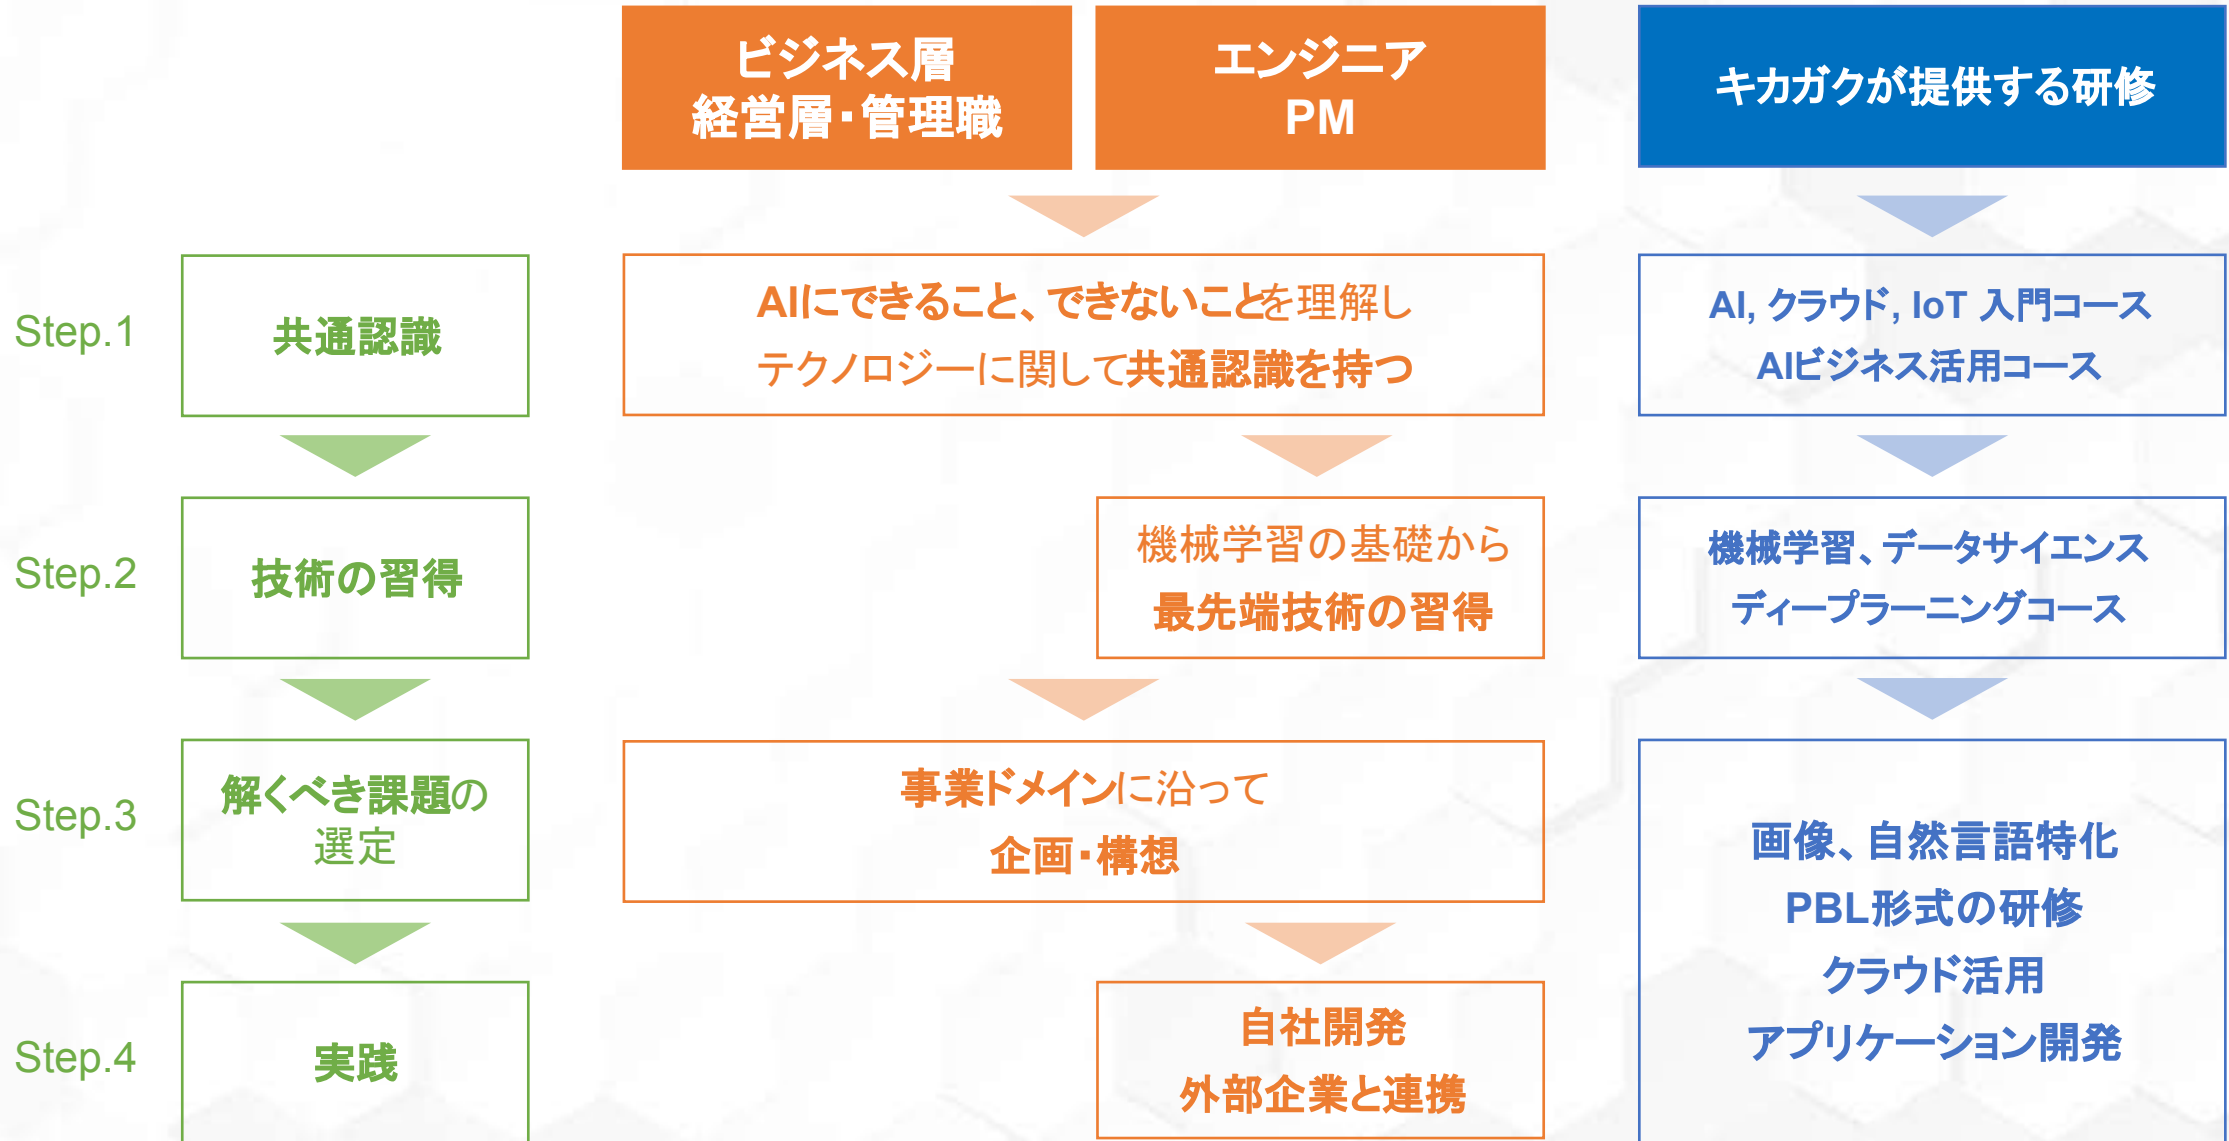 ビジネス層
経営層・管理職
エンジニア
PM
キカガクが提供する研修
Step.1
共通認識
AIにできること、できないことを理解し
テクノロジーに関して共通認識を持つ
AI, クラウド, IoT 入門コース
AIビジネス活用コース
Step.2
技術の習得
機械学習の基礎から
最先端技術の習得
機械学習、データサイエンス
ディープラーニングコース
Step.3
解くべき課題の
選定
事業ドメインに沿って
企画・構想
画像、自然言語特化
PBL形式の研修
クラウド活用
アプリケーション開発
Step.4
実践
自社開発
外部企業と連携